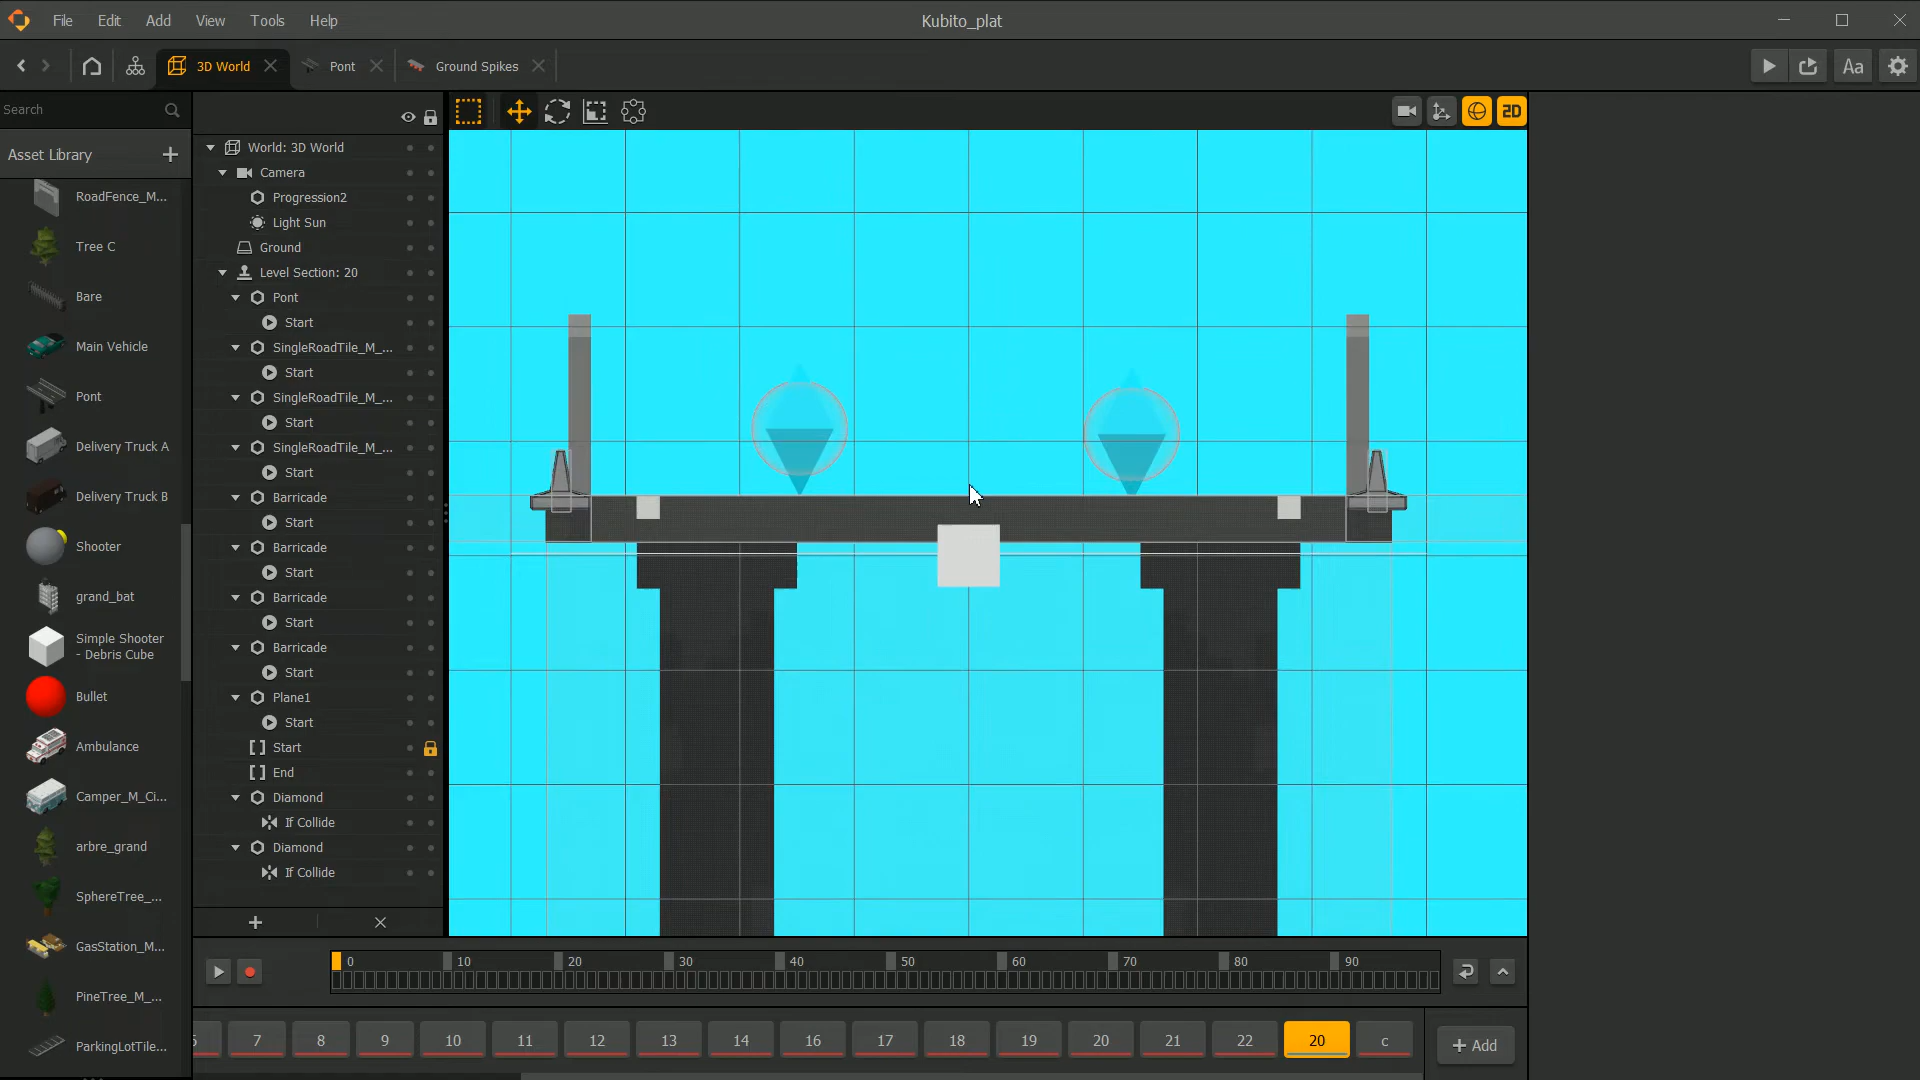 File Edit View Add Tools Help
Kubito_plat
3D World
Pont
Ground Spikes
Aa
Search
Asset Library
RoadFence_M...
Tree C
Bare
Main Vehicle
Pont
Delivery Truck A
Delivery Truck B
Shooter
grand_bat
Simple Shooter
- Debris Cube
Bullet
Ambulance
Camper_M_Ci...
arbre_grand
SphereTree_...
GasStation_M...
PineTree_M_...
ParkingLotTile...
World: 3D World
Camera
Progression2
Light Sun
Ground
Level Section: 20
Pont
Start
SingleRoadTile_M_...
Start
SingleRoadTile_M_...
Start
SingleRoadTile_M_...
Start
Barricade
Start
Barricade
Start
Barricade
Start
Barricade
Start
Plane1
Start
Start
End
Diamond
If Collide
Diamond
If Collide
2D
0 10 20 30 40 50 60 70 80 90
7 8 9 10 11 12 13 14 16 17 18 19 20 21 22 20 c
+ Add